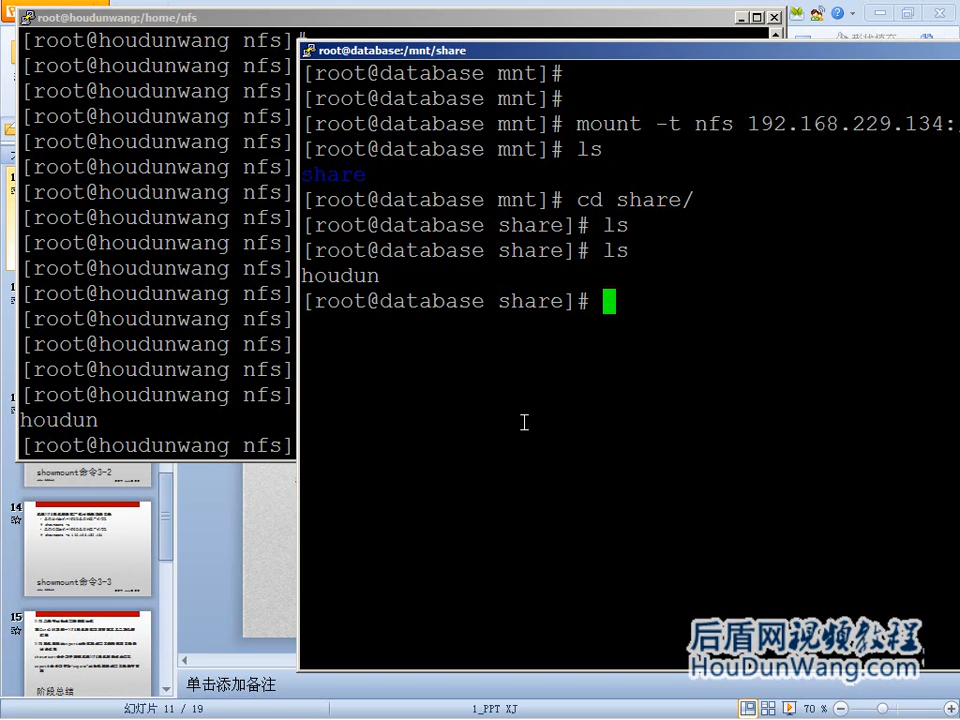 root@houdunwang:/home/nfs
[root@houdunwang nfs]#
[root@houdunwang nfs]
[root@houdunwang nfs]
[root@houdunwang nfs]
[root@houdunwang nfs]
[root@houdunwang nfs]
[root@houdunwang nfs]
[root@houdunwang nfs]
[root@houdunwang nfs]
[root@houdunwang nfs]
[root@houdunwang nfs]
[root@houdunwang nfs]
[root@houdunwang nfs]
[root@houdunwang nfs]
[root@houdunwang nfs]
houdun
[root@houdunwang nfs]
root@database:/mnt/share
[root@database mnt]#
[root@database mnt]#
[root@database mnt]# mount -t nfs 192.168.229.134:/
[root@database mnt]# ls
share
[root@database mnt]# cd share/
[root@database share]# ls
[root@database share]# ls
houdun
[root@database share]#
showmount命令3-2
14
showmount命令3-3
15
阶段总结
单击添加备注
幻灯片 11 / 19
1_PPT XJ
70 %
后盾网视频教程
HouDunWang.com